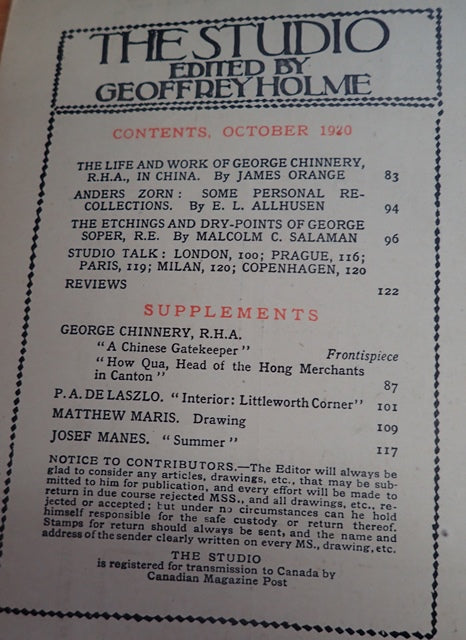 THE STUDIO
EDITED BY
GEOFFREY HOLME
CONTENTS, OCTOBER 1920
THE LIFE AND WORK OF GEORGE CHINNERY,
R.H.A., IN CHINA. By JAMES ORANGE 83
ANDERS ZORN: SOME PERSONAL RE-
COLLECTIONS. By E. L. ALLHUSEN 94
THE ETCHINGS AND DRY-POINTS OF GEORGE
SOPER, R.E. By MALCOLM C. SALAMAN 96
STUDIO TALK: LONDON, 100; PRAGUE, 116;
PARIS, 119; MILAN, 120; COPENHAGEN, 120
REVIEWS 122
SUPPLEMENTS
GEORGE CHINNERY, R.H.A.
"A Chinese Gatekeeper" Frontispiece
"How Qua, Head of the Hong Merchants
in Canton" 87
P. A. DE LASZLO. "Interior: Littleworth Corner" 101
MATTHEW MARIS. Drawing 109
JOSEF MANES. "Summer" 117
NOTICE TO CONTRIBUTORS.—The Editor will always be
glad to consider any articles, drawings, etc., that may be sub-
mitted to him for publication, and every effort will be made to
return in due course rejected MSS., and all drawings, etc., re-
jected or accepted; but under no circumstances can he hold
himself responsible for the safe custody or return thereof.
Stamps for return should always be sent, and the name and
address of the sender clearly written on every MS., drawing, etc.
THE STUDIO
is registered for transmission to Canada by
Canadian Magazine Post